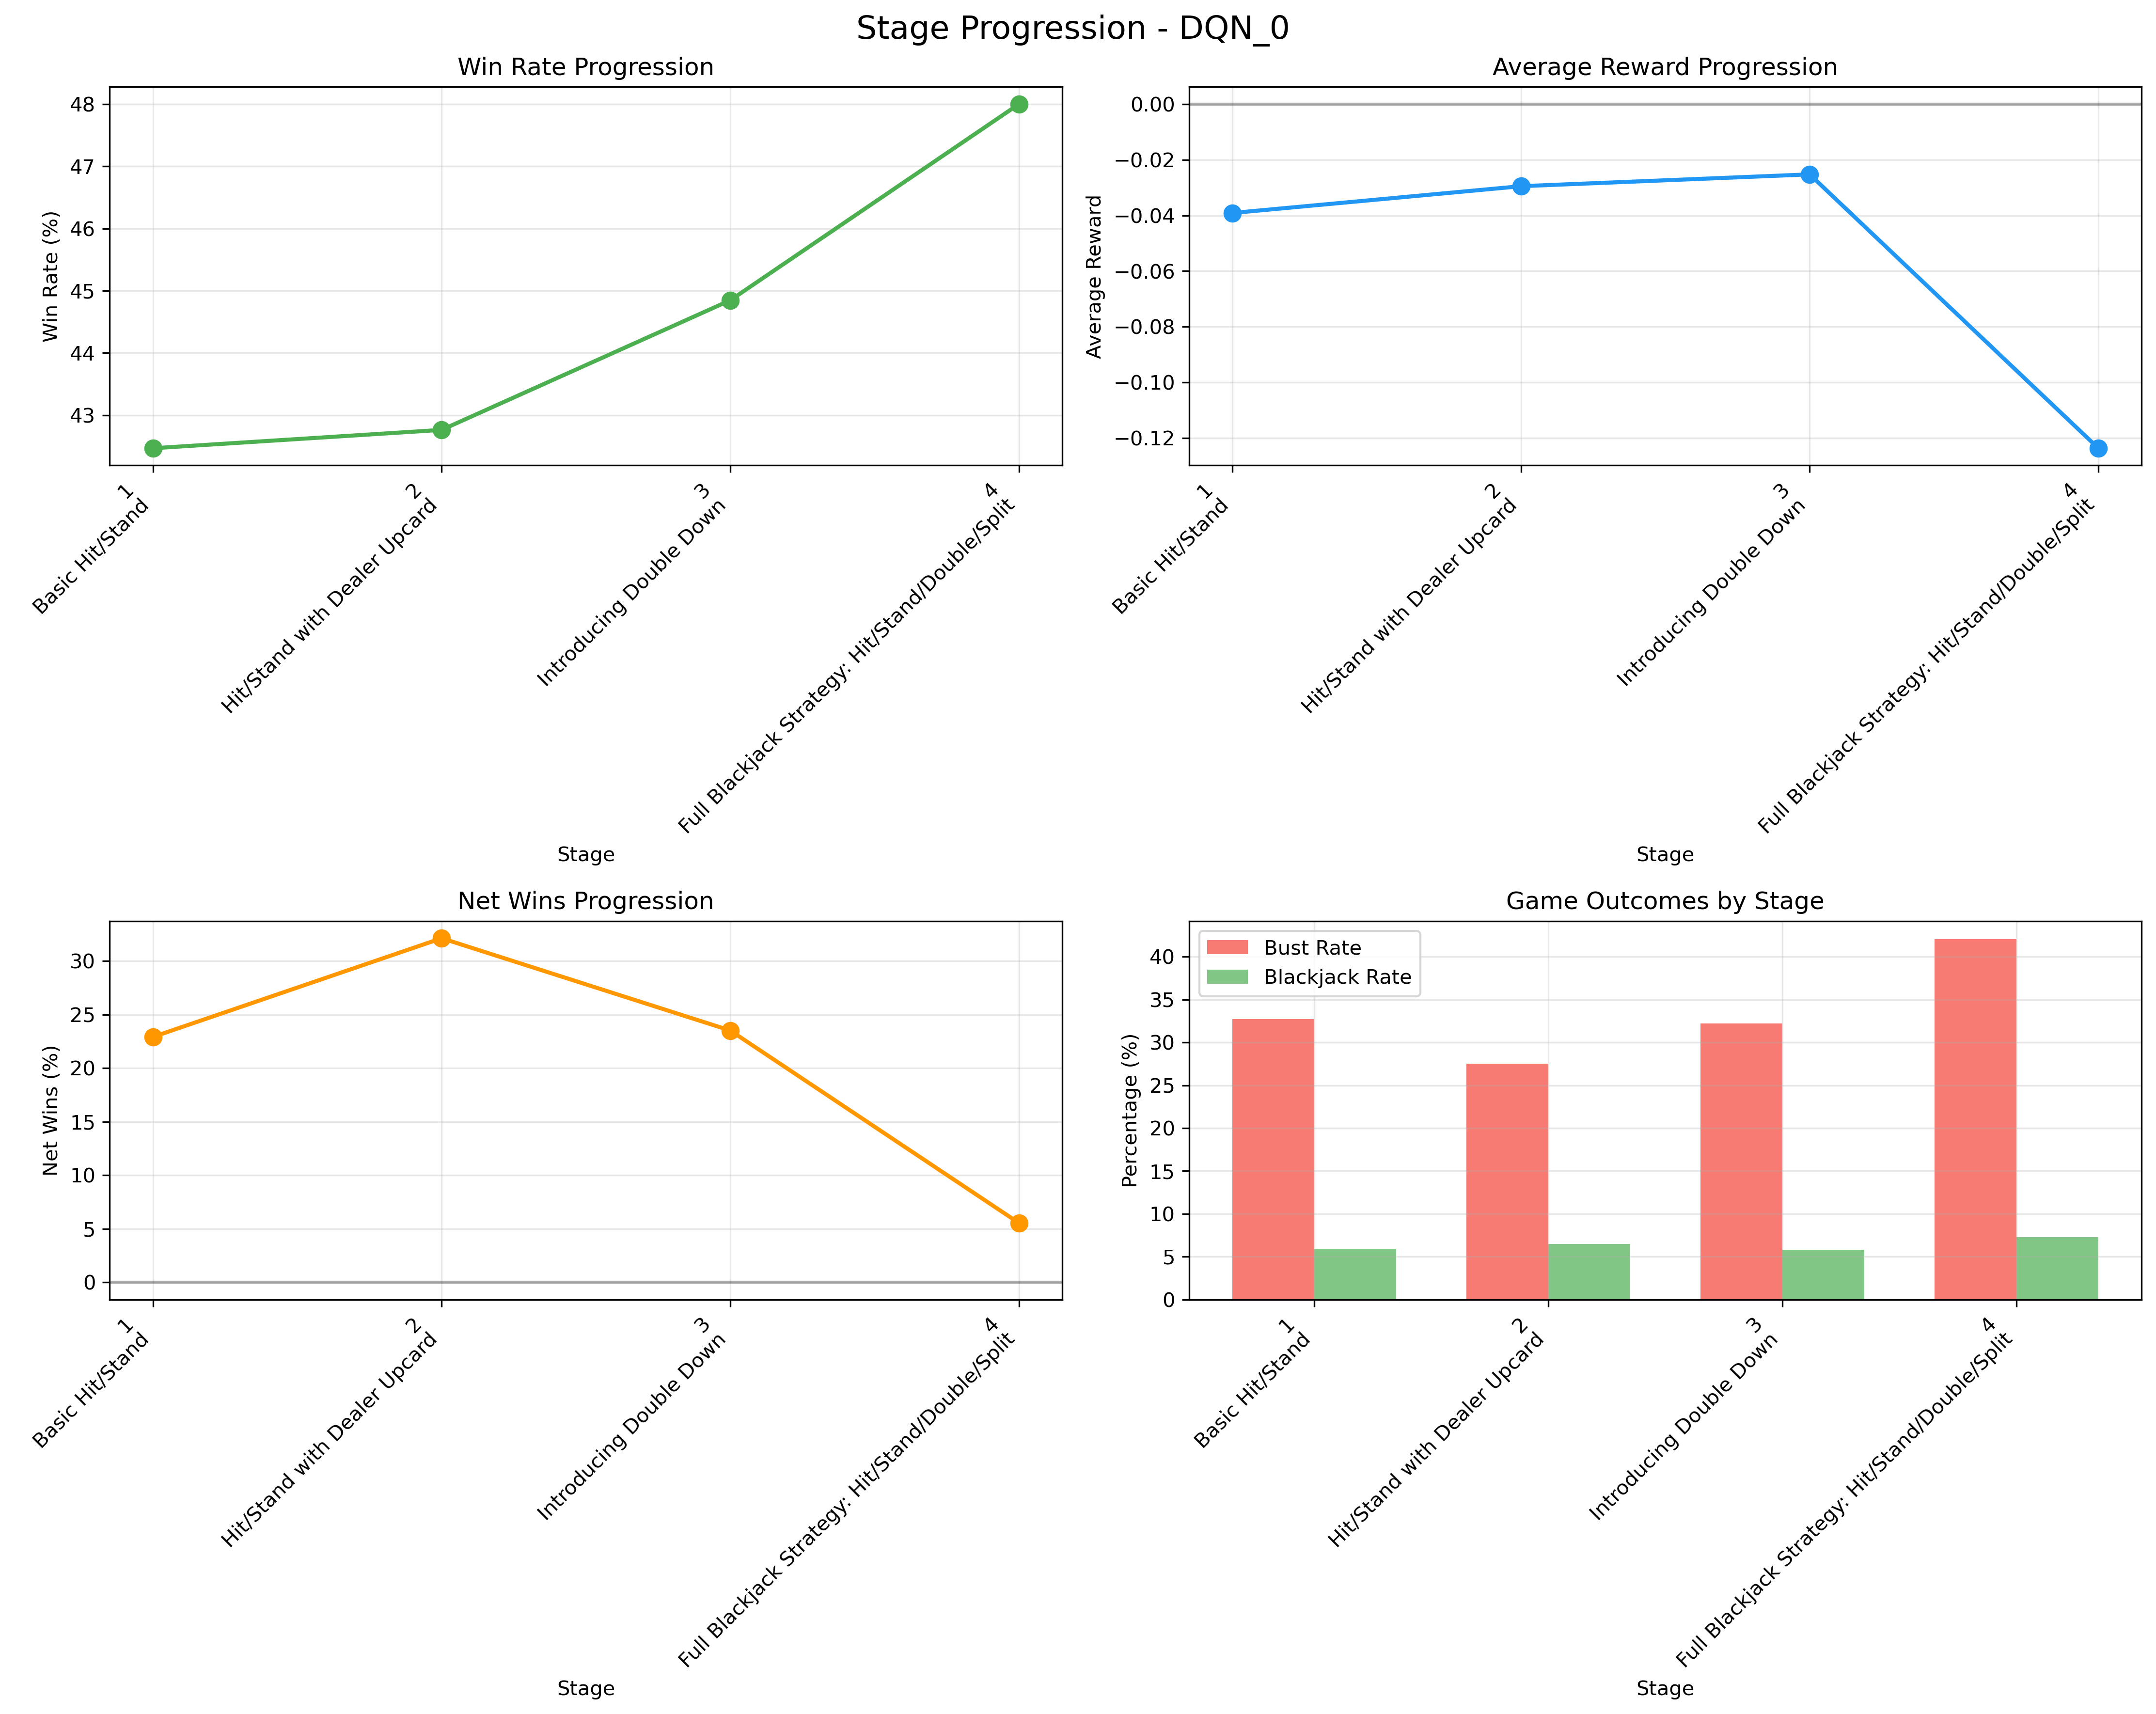 Stage Progression - DQN_0
Win Rate Progression
Win Rate (%)
48
47
46
45
44
43
1
Basic Hit/Stand
2
Hit/Stand with Dealer Upcard
3
Introducing Double Down
4
Full Blackjack Strategy: Hit/Stand/Double/Split
Stage
Average Reward Progression
Average Reward
0.00
−0.02
−0.04
−0.06
−0.08
−0.10
−0.12
1
Basic Hit/Stand
2
Hit/Stand with Dealer Upcard
3
Introducing Double Down
4
Full Blackjack Strategy: Hit/Stand/Double/Split
Stage
Net Wins Progression
Net Wins (%)
30
25
20
15
10
5
0
1
Basic Hit/Stand
2
Hit/Stand with Dealer Upcard
3
Introducing Double Down
4
Full Blackjack Strategy: Hit/Stand/Double/Split
Stage
Game Outcomes by Stage
Bust Rate
Blackjack Rate
Percentage (%)
40
35
30
25
20
15
10
5
0
1
Basic Hit/Stand
2
Hit/Stand with Dealer Upcard
3
Introducing Double Down
4
Full Blackjack Strategy: Hit/Stand/Double/Split
Stage